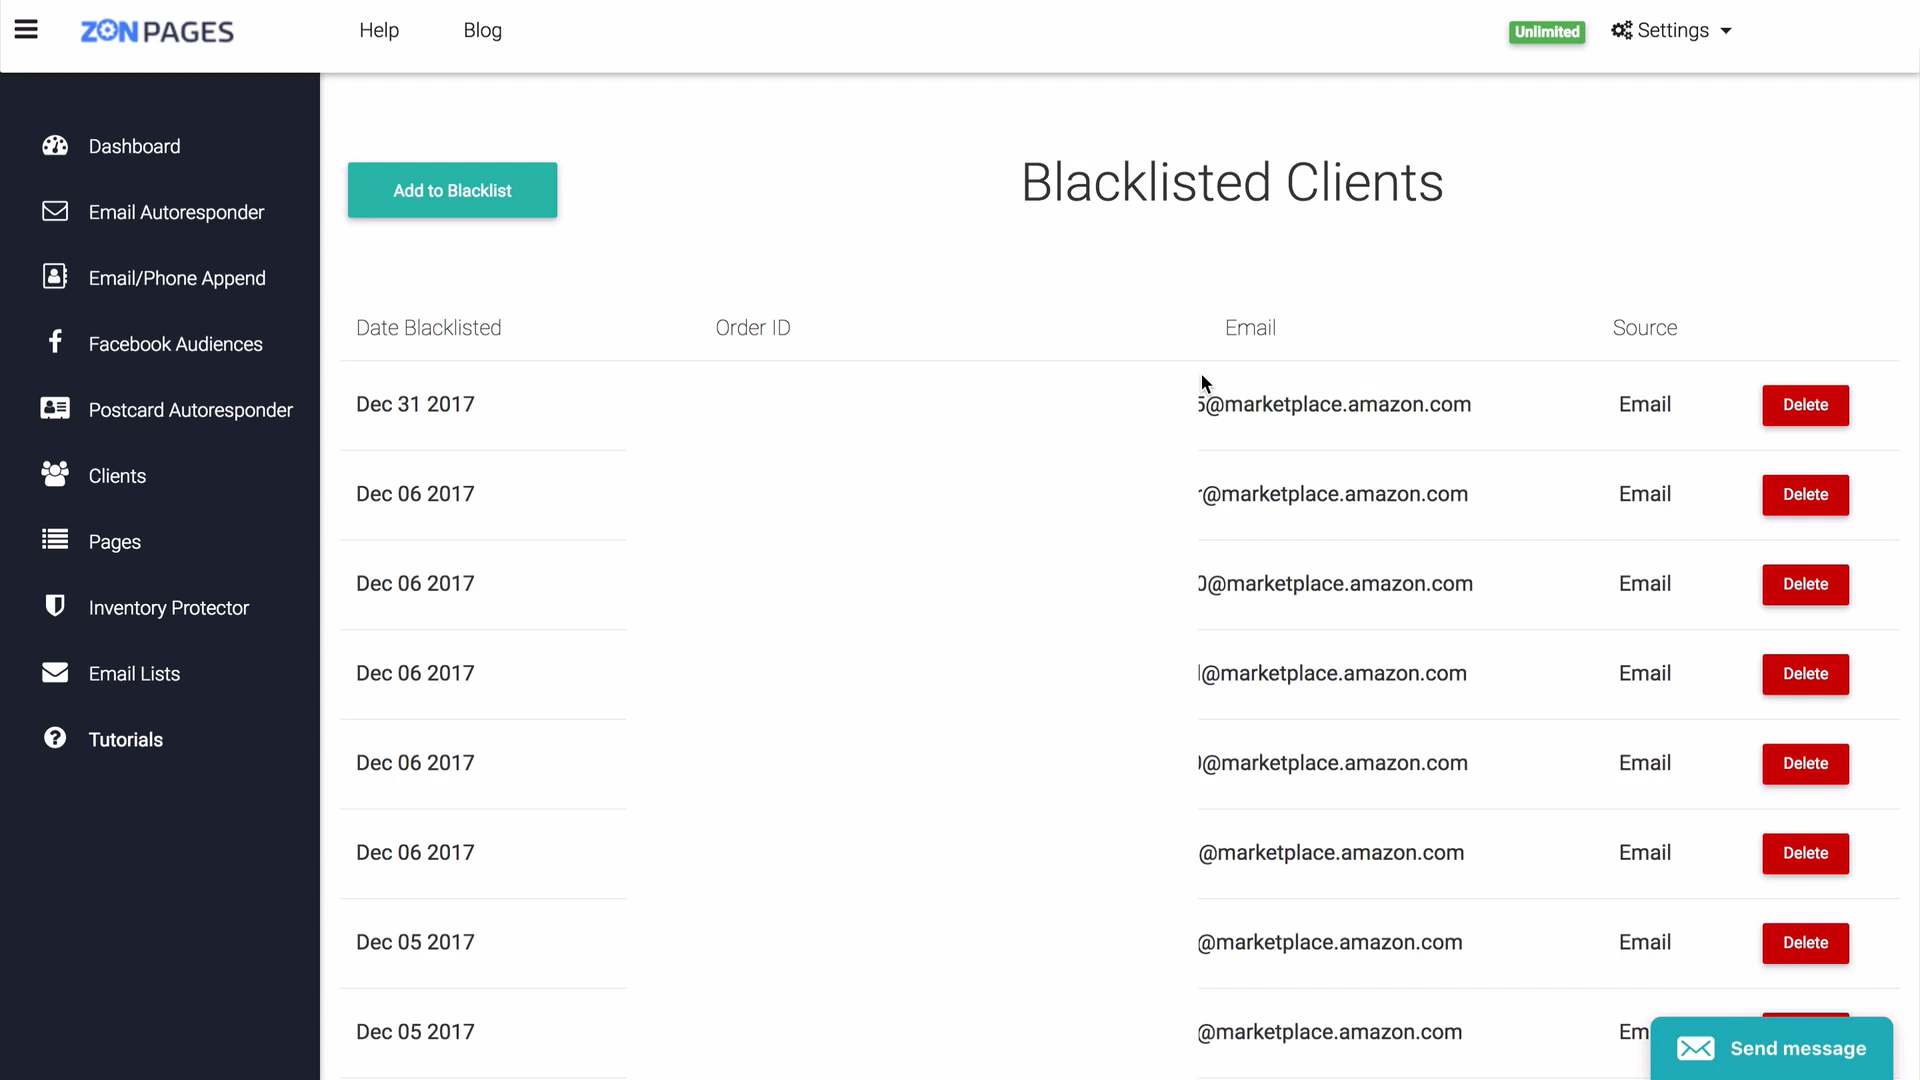 ZONPAGES
Help
Blog
Unlimited
Settings
Dashboard
Email Autoresponder
Email/Phone Append
Facebook Audiences
Postcard Autoresponder
Clients
Pages
Inventory Protector
Email Lists
Tutorials
Add to Blacklist
Blacklisted Clients
Date Blacklisted Order ID Email Source
Dec 31 2017 @marketplace.amazon.com Email Delete
Dec 06 2017 @marketplace.amazon.com Email Delete
Dec 06 2017 @marketplace.amazon.com Email Delete
Dec 06 2017 @marketplace.amazon.com Email Delete
Dec 06 2017 @marketplace.amazon.com Email Delete
Dec 06 2017 @marketplace.amazon.com Email Delete
Dec 05 2017 @marketplace.amazon.com Email Delete
Dec 05 2017 @marketplace.amazon.com Em
Send message